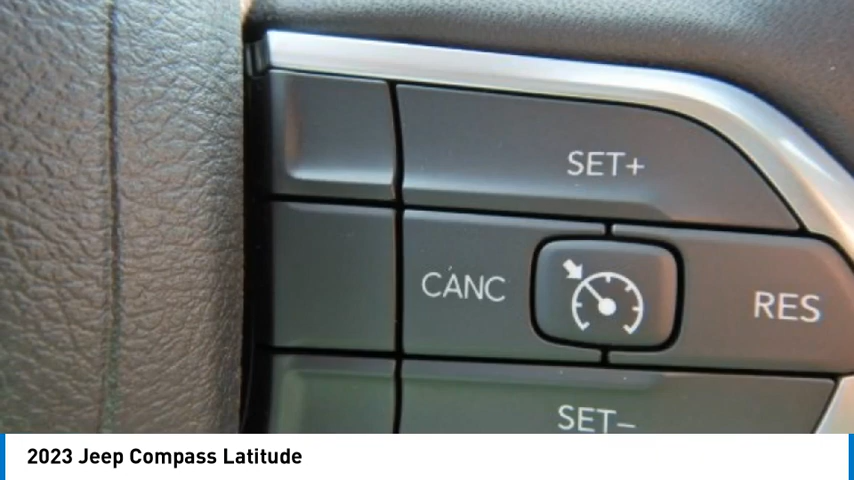 SET+
CANC
RES
SET-
2023 Jeep Compass Latitude